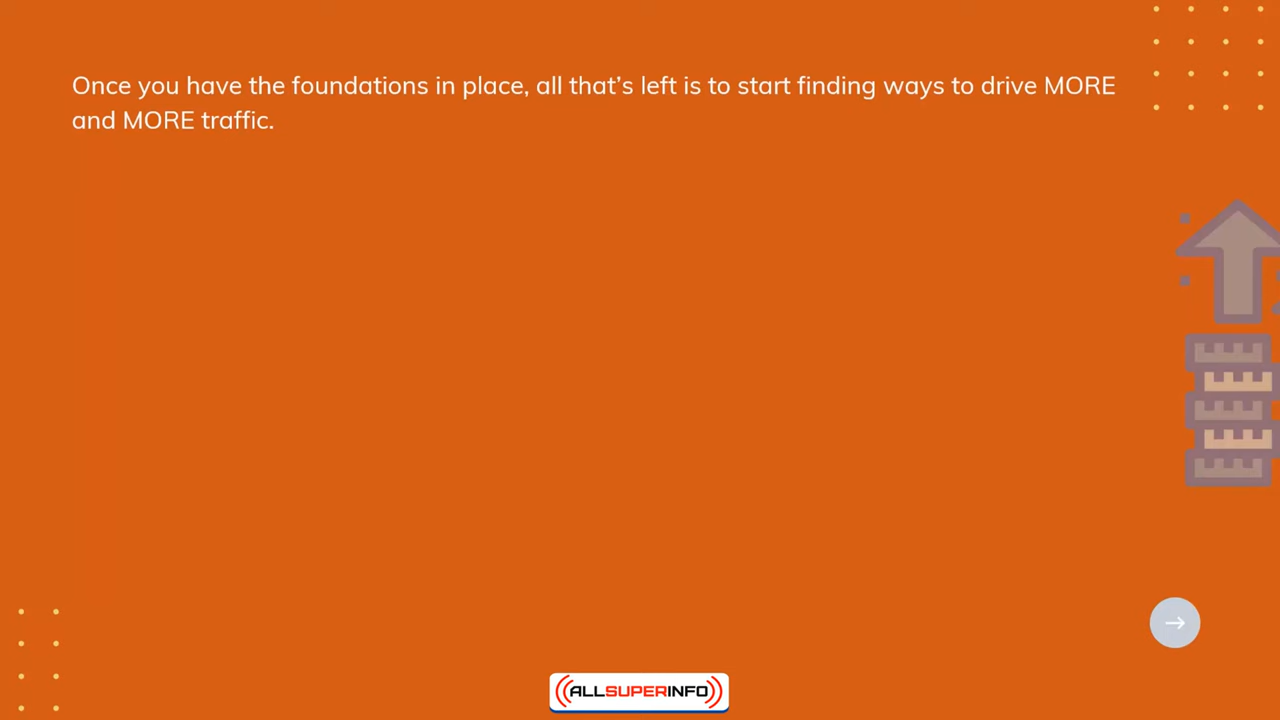 Once you have the foundations in place, all that’s left is to start finding ways to drive MORE
and MORE traffic.
ALLSUPERINFO